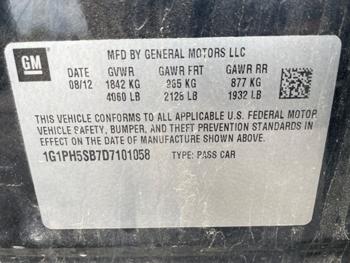 GM
MFD BY GENERAL MOTORS LLC
DATE GVWR GAWR FRT GAWR RR
08/12 1842 KG 965 KG 877 KG
4060 LB 2126 LB 1932 LB
THIS VEHICLE CONFORMS TO ALL APPLICABLE U.S. FEDERAL MOTOR
VEHICLE SAFETY, BUMPER, AND THEFT PREVENTION STANDARDS IN
EFFECT ON THE DATE OF MANUFACTURE SHOWN ABOVE.
1G1PH5SB7D7101058 TYPE: PASS CAR